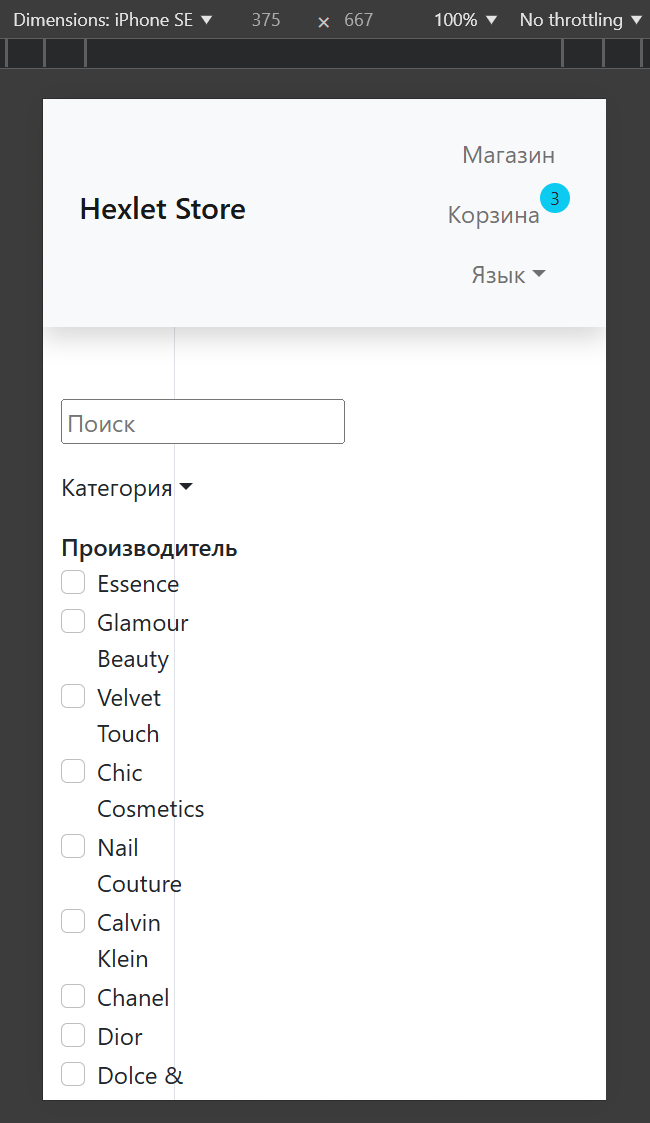 Dimensions: iPhone SE 375 × 667 100% No throttling
Магазин
Hexlet Store
Корзина 3
Язык
Поиск
Категория
Производитель
Essence
Glamour
Beauty
Velvet
Touch
Chic
Cosmetics
Nail
Couture
Calvin
Klein
Chanel
Dior
Dolce &